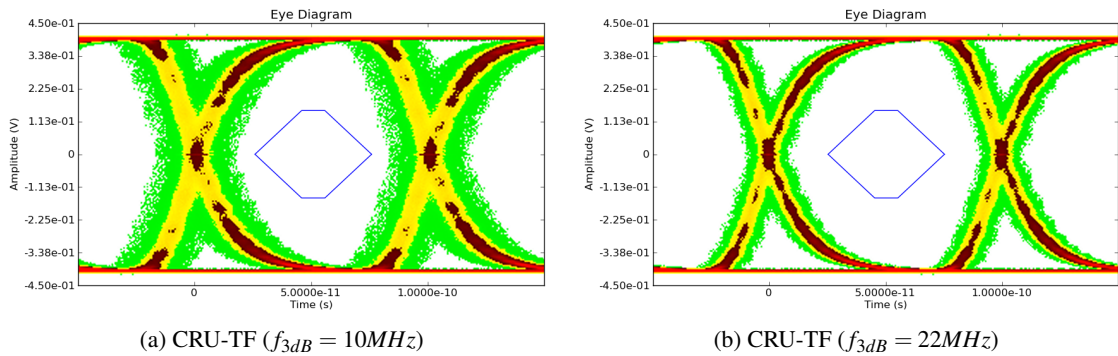 Eye Diagram
4.50e-01
3.38e-01
2.25e-01
1.13e-01
0
-1.13e-01
-2.25e-01
-3.38e-01
-4.50e-01
Amplitude (V)
0
5.0000e-11
1.0000e-10
Time (s)
(a) CRU-TF (f3dB = 10MHz)
Eye Diagram
4.50e-01
3.38e-01
2.25e-01
1.13e-01
0
-1.13e-01
-2.25e-01
-3.38e-01
-4.50e-01
Amplitude (V)
0
5.0000e-11
1.0000e-10
Time (s)
(b) CRU-TF (f3dB = 22MHz)